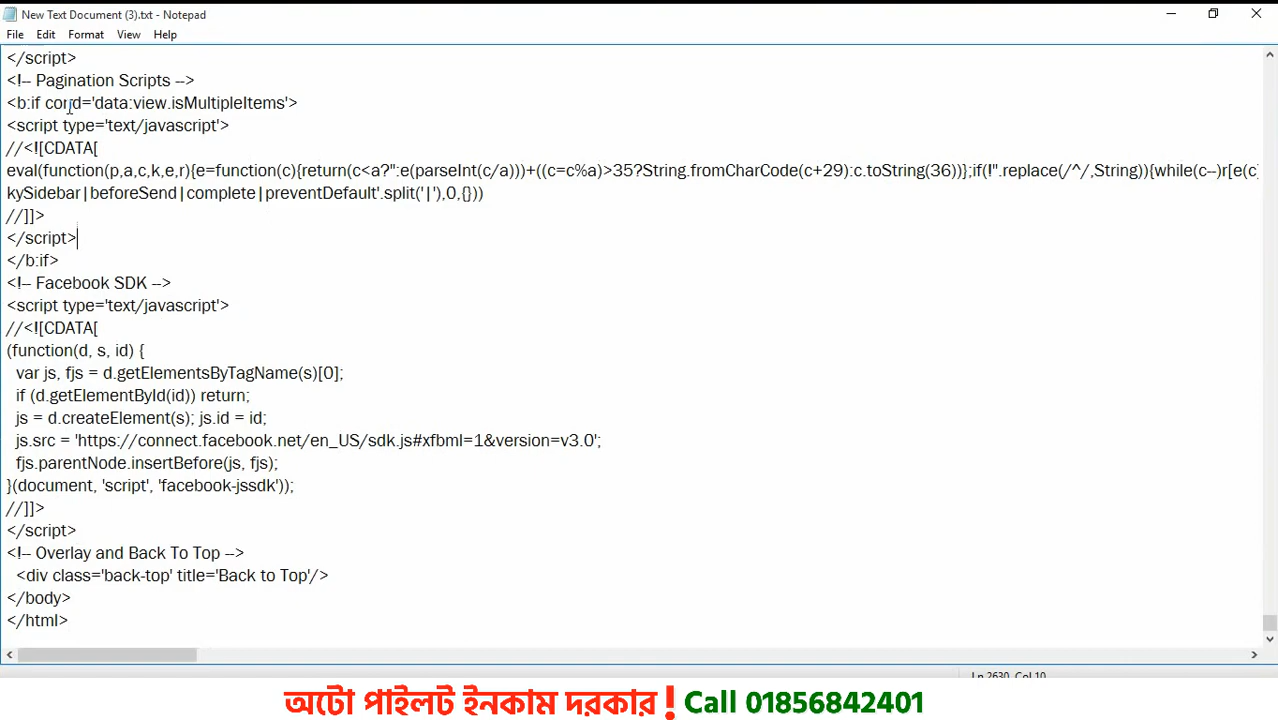 New Text Document (3).txt - Notepad
File Edit Format View Help
</script>
<!-- Pagination Scripts -->
<b:if cond='data:view.isMultipleItems'>
<script type='text/javascript'>
//<![CDATA[
eval(function(p,a,c,k,e,r){e=function(c){return(c<a?'':e(parseInt(c/a)))+((c=c%a)>35?String.fromCharCode(c+29):c.toString(36))};if(!''.replace(/^/,String)){while(c--)r[e(c)
kySidebar|beforeSend|complete|preventDefault'.split('|'),0,{}))
//]]>
</script>
</b:if>
<!-- Facebook SDK -->
<script type='text/javascript'>
//<![CDATA[
(function(d, s, id) {
  var js, fjs = d.getElementsByTagName(s)[0];
  if (d.getElementById(id)) return;
  js = d.createElement(s); js.id = id;
  js.src = 'https://connect.facebook.net/en_US/sdk.js#xfbml=1&version=v3.0';
  fjs.parentNode.insertBefore(js, fjs);
}(document, 'script', 'facebook-jssdk'));
//]]>
</script>
<!-- Overlay and Back To Top -->
  <div class='back-top' title='Back to Top'/>
</body>
</html>
Ln 2630, Col 10
অটো পাইলট ইনকাম দরকার ! Call 01856842401